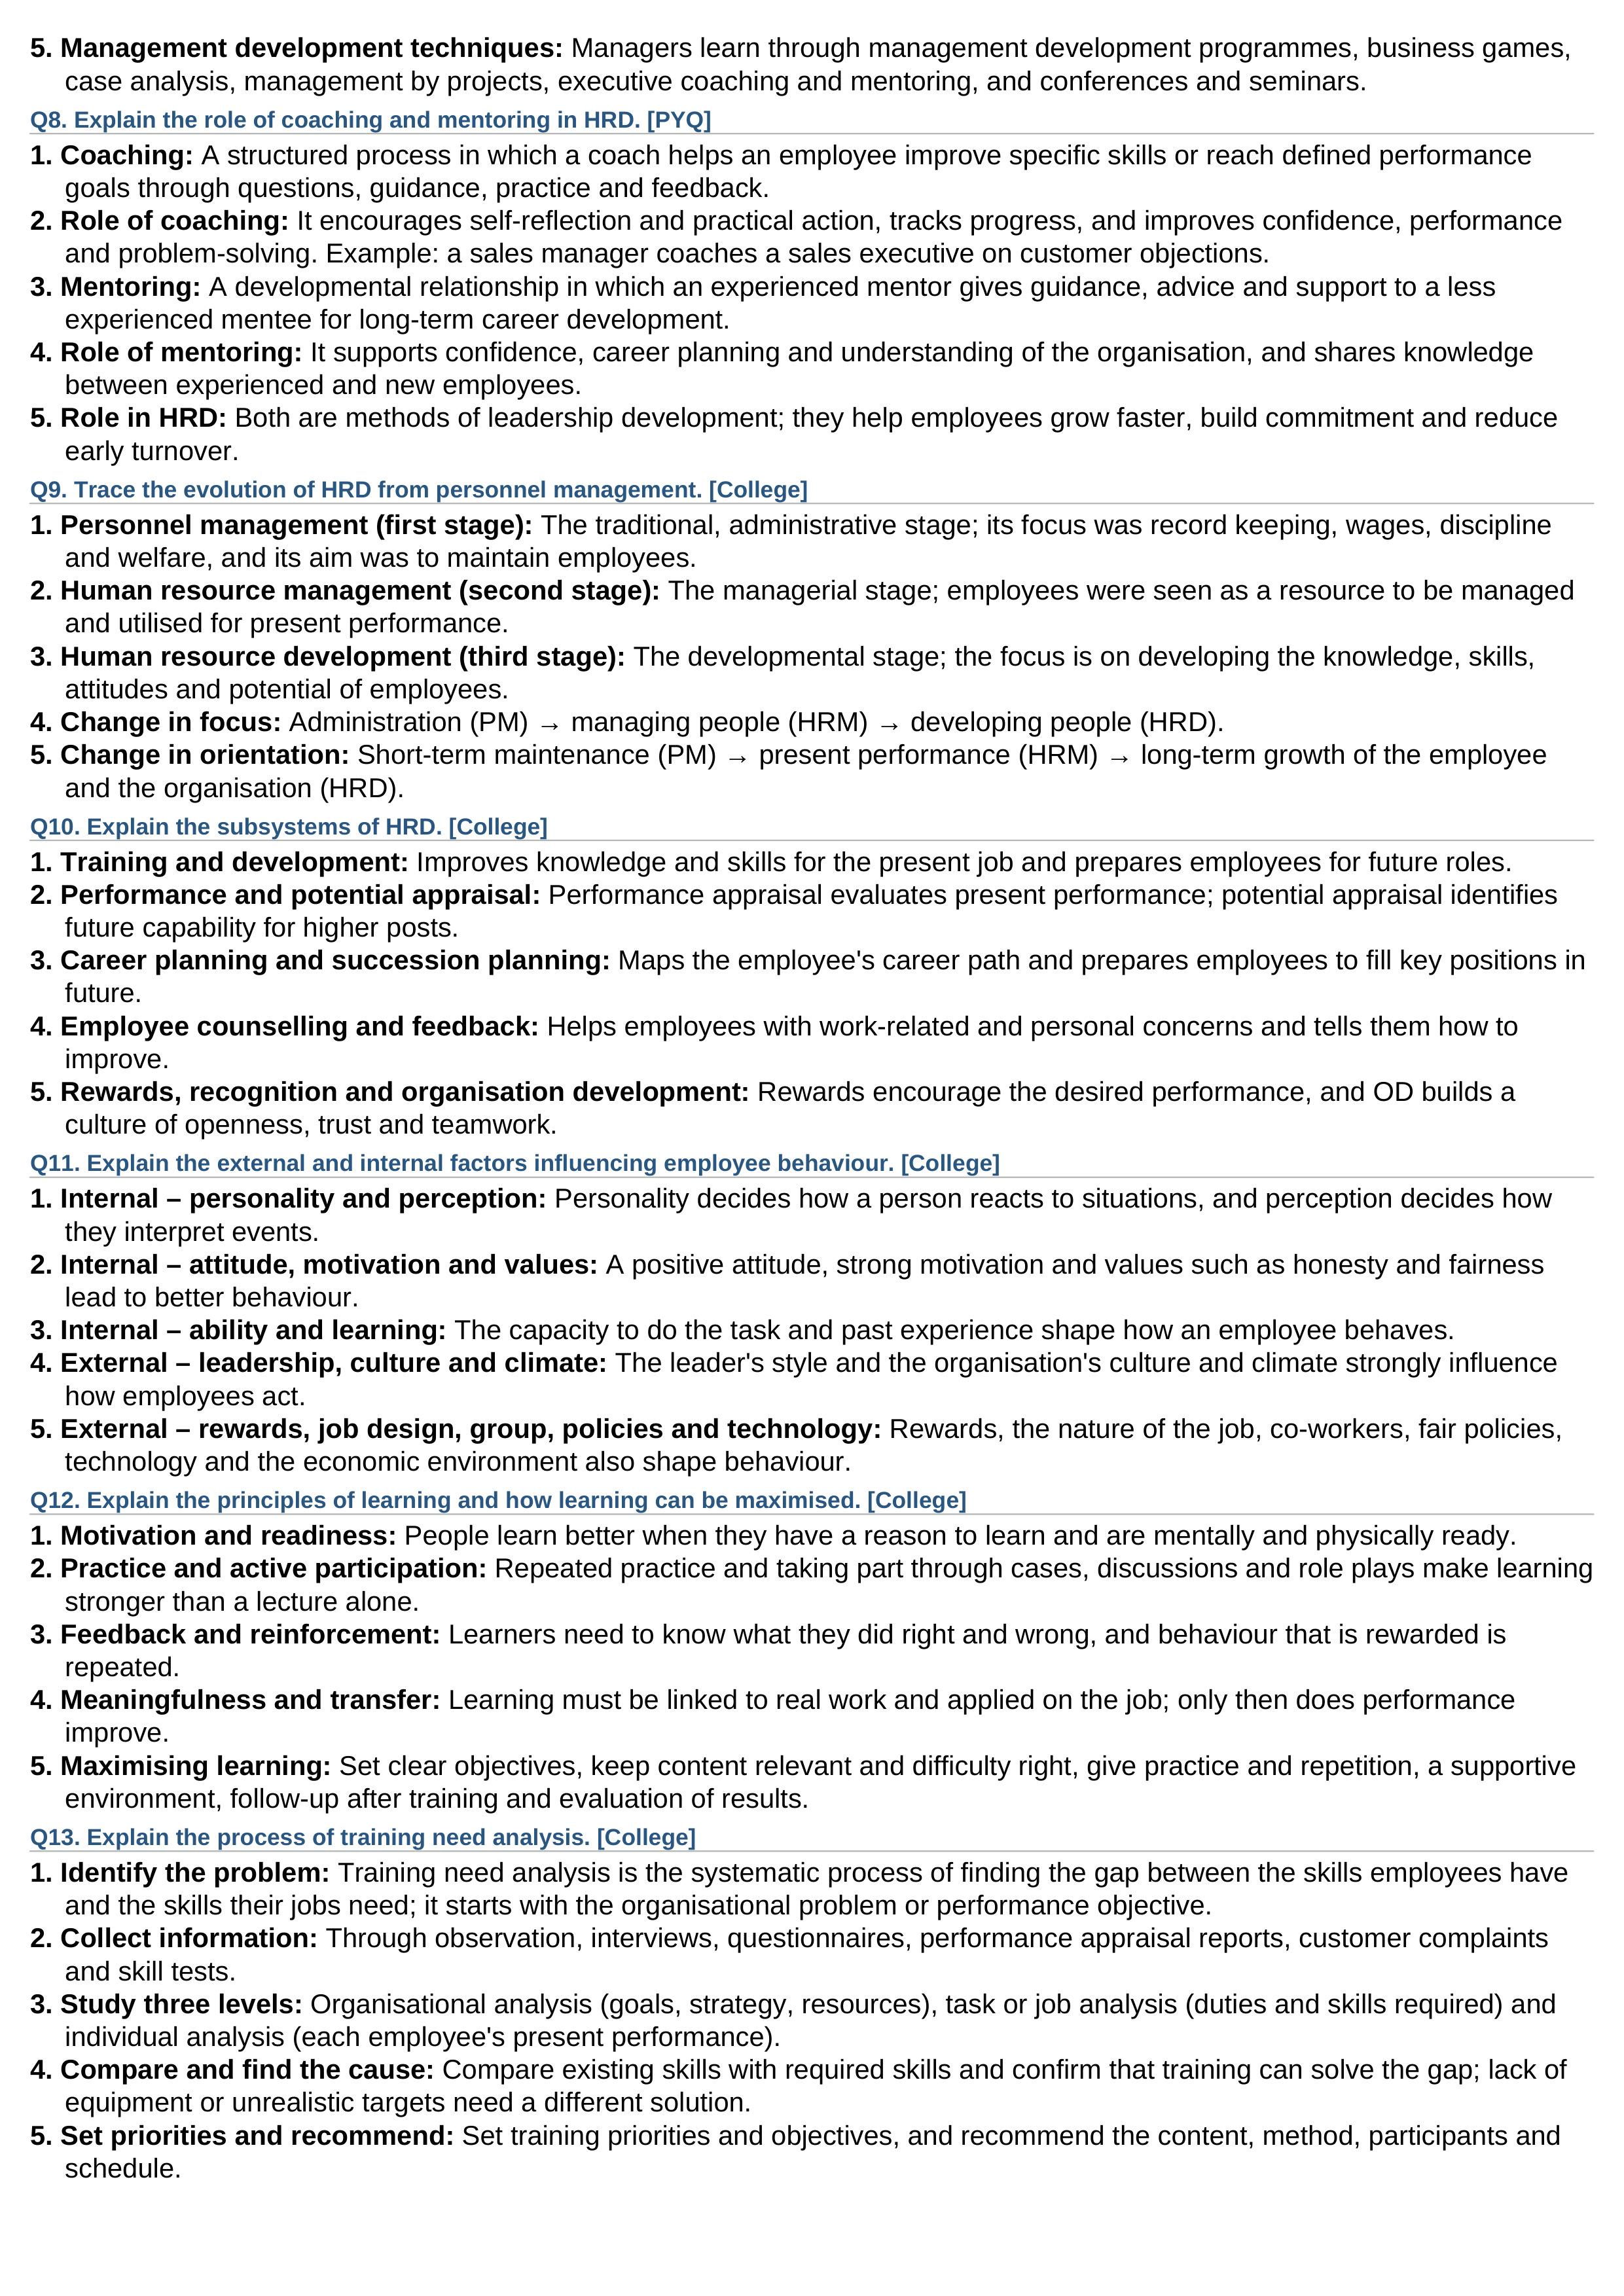 5. Management development techniques: Managers learn through management development programmes, business games,
case analysis, management by projects, executive coaching and mentoring, and conferences and seminars.
Q8. Explain the role of coaching and mentoring in HRD. [PYQ]
1. Coaching: A structured process in which a coach helps an employee improve specific skills or reach defined performance
goals through questions, guidance, practice and feedback.
2. Role of coaching: It encourages self-reflection and practical action, tracks progress, and improves confidence, performance
and problem-solving. Example: a sales manager coaches a sales executive on customer objections.
3. Mentoring: A developmental relationship in which an experienced mentor gives guidance, advice and support to a less
experienced mentee for long-term career development.
4. Role of mentoring: It supports confidence, career planning and understanding of the organisation, and shares knowledge
between experienced and new employees.
5. Role in HRD: Both are methods of leadership development; they help employees grow faster, build commitment and reduce
early turnover.
Q9. Trace the evolution of HRD from personnel management. [College]
1. Personnel management (first stage): The traditional, administrative stage; its focus was record keeping, wages, discipline
and welfare, and its aim was to maintain employees.
2. Human resource management (second stage): The managerial stage; employees were seen as a resource to be managed
and utilised for present performance.
3. Human resource development (third stage): The developmental stage; the focus is on developing the knowledge, skills,
attitudes and potential of employees.
4. Change in focus: Administration (PM) → managing people (HRM) → developing people (HRD).
5. Change in orientation: Short-term maintenance (PM) → present performance (HRM) → long-term growth of the employee
and the organisation (HRD).
Q10. Explain the subsystems of HRD. [College]
1. Training and development: Improves knowledge and skills for the present job and prepares employees for future roles.
2. Performance and potential appraisal: Performance appraisal evaluates present performance; potential appraisal identifies
future capability for higher posts.
3. Career planning and succession planning: Maps the employee's career path and prepares employees to fill key positions in
future.
4. Employee counselling and feedback: Helps employees with work-related and personal concerns and tells them how to
improve.
5. Rewards, recognition and organisation development: Rewards encourage the desired performance, and OD builds a
culture of openness, trust and teamwork.
Q11. Explain the external and internal factors influencing employee behaviour. [College]
1. Internal – personality and perception: Personality decides how a person reacts to situations, and perception decides how
they interpret events.
2. Internal – attitude, motivation and values: A positive attitude, strong motivation and values such as honesty and fairness
lead to better behaviour.
3. Internal – ability and learning: The capacity to do the task and past experience shape how an employee behaves.
4. External – leadership, culture and climate: The leader's style and the organisation's culture and climate strongly influence
how employees act.
5. External – rewards, job design, group, policies and technology: Rewards, the nature of the job, co-workers, fair policies,
technology and the economic environment also shape behaviour.
Q12. Explain the principles of learning and how learning can be maximised. [College]
1. Motivation and readiness: People learn better when they have a reason to learn and are mentally and physically ready.
2. Practice and active participation: Repeated practice and taking part through cases, discussions and role plays make learning
stronger than a lecture alone.
3. Feedback and reinforcement: Learners need to know what they did right and wrong, and behaviour that is rewarded is
repeated.
4. Meaningfulness and transfer: Learning must be linked to real work and applied on the job; only then does performance
improve.
5. Maximising learning: Set clear objectives, keep content relevant and difficulty right, give practice and repetition, a supportive
environment, follow-up after training and evaluation of results.
Q13. Explain the process of training need analysis. [College]
1. Identify the problem: Training need analysis is the systematic process of finding the gap between the skills employees have
and the skills their jobs need; it starts with the organisational problem or performance objective.
2. Collect information: Through observation, interviews, questionnaires, performance appraisal reports, customer complaints
and skill tests.
3. Study three levels: Organisational analysis (goals, strategy, resources), task or job analysis (duties and skills required) and
individual analysis (each employee's present performance).
4. Compare and find the cause: Compare existing skills with required skills and confirm that training can solve the gap; lack of
equipment or unrealistic targets need a different solution.
5. Set priorities and recommend: Set training priorities and objectives, and recommend the content, method, participants and
schedule.